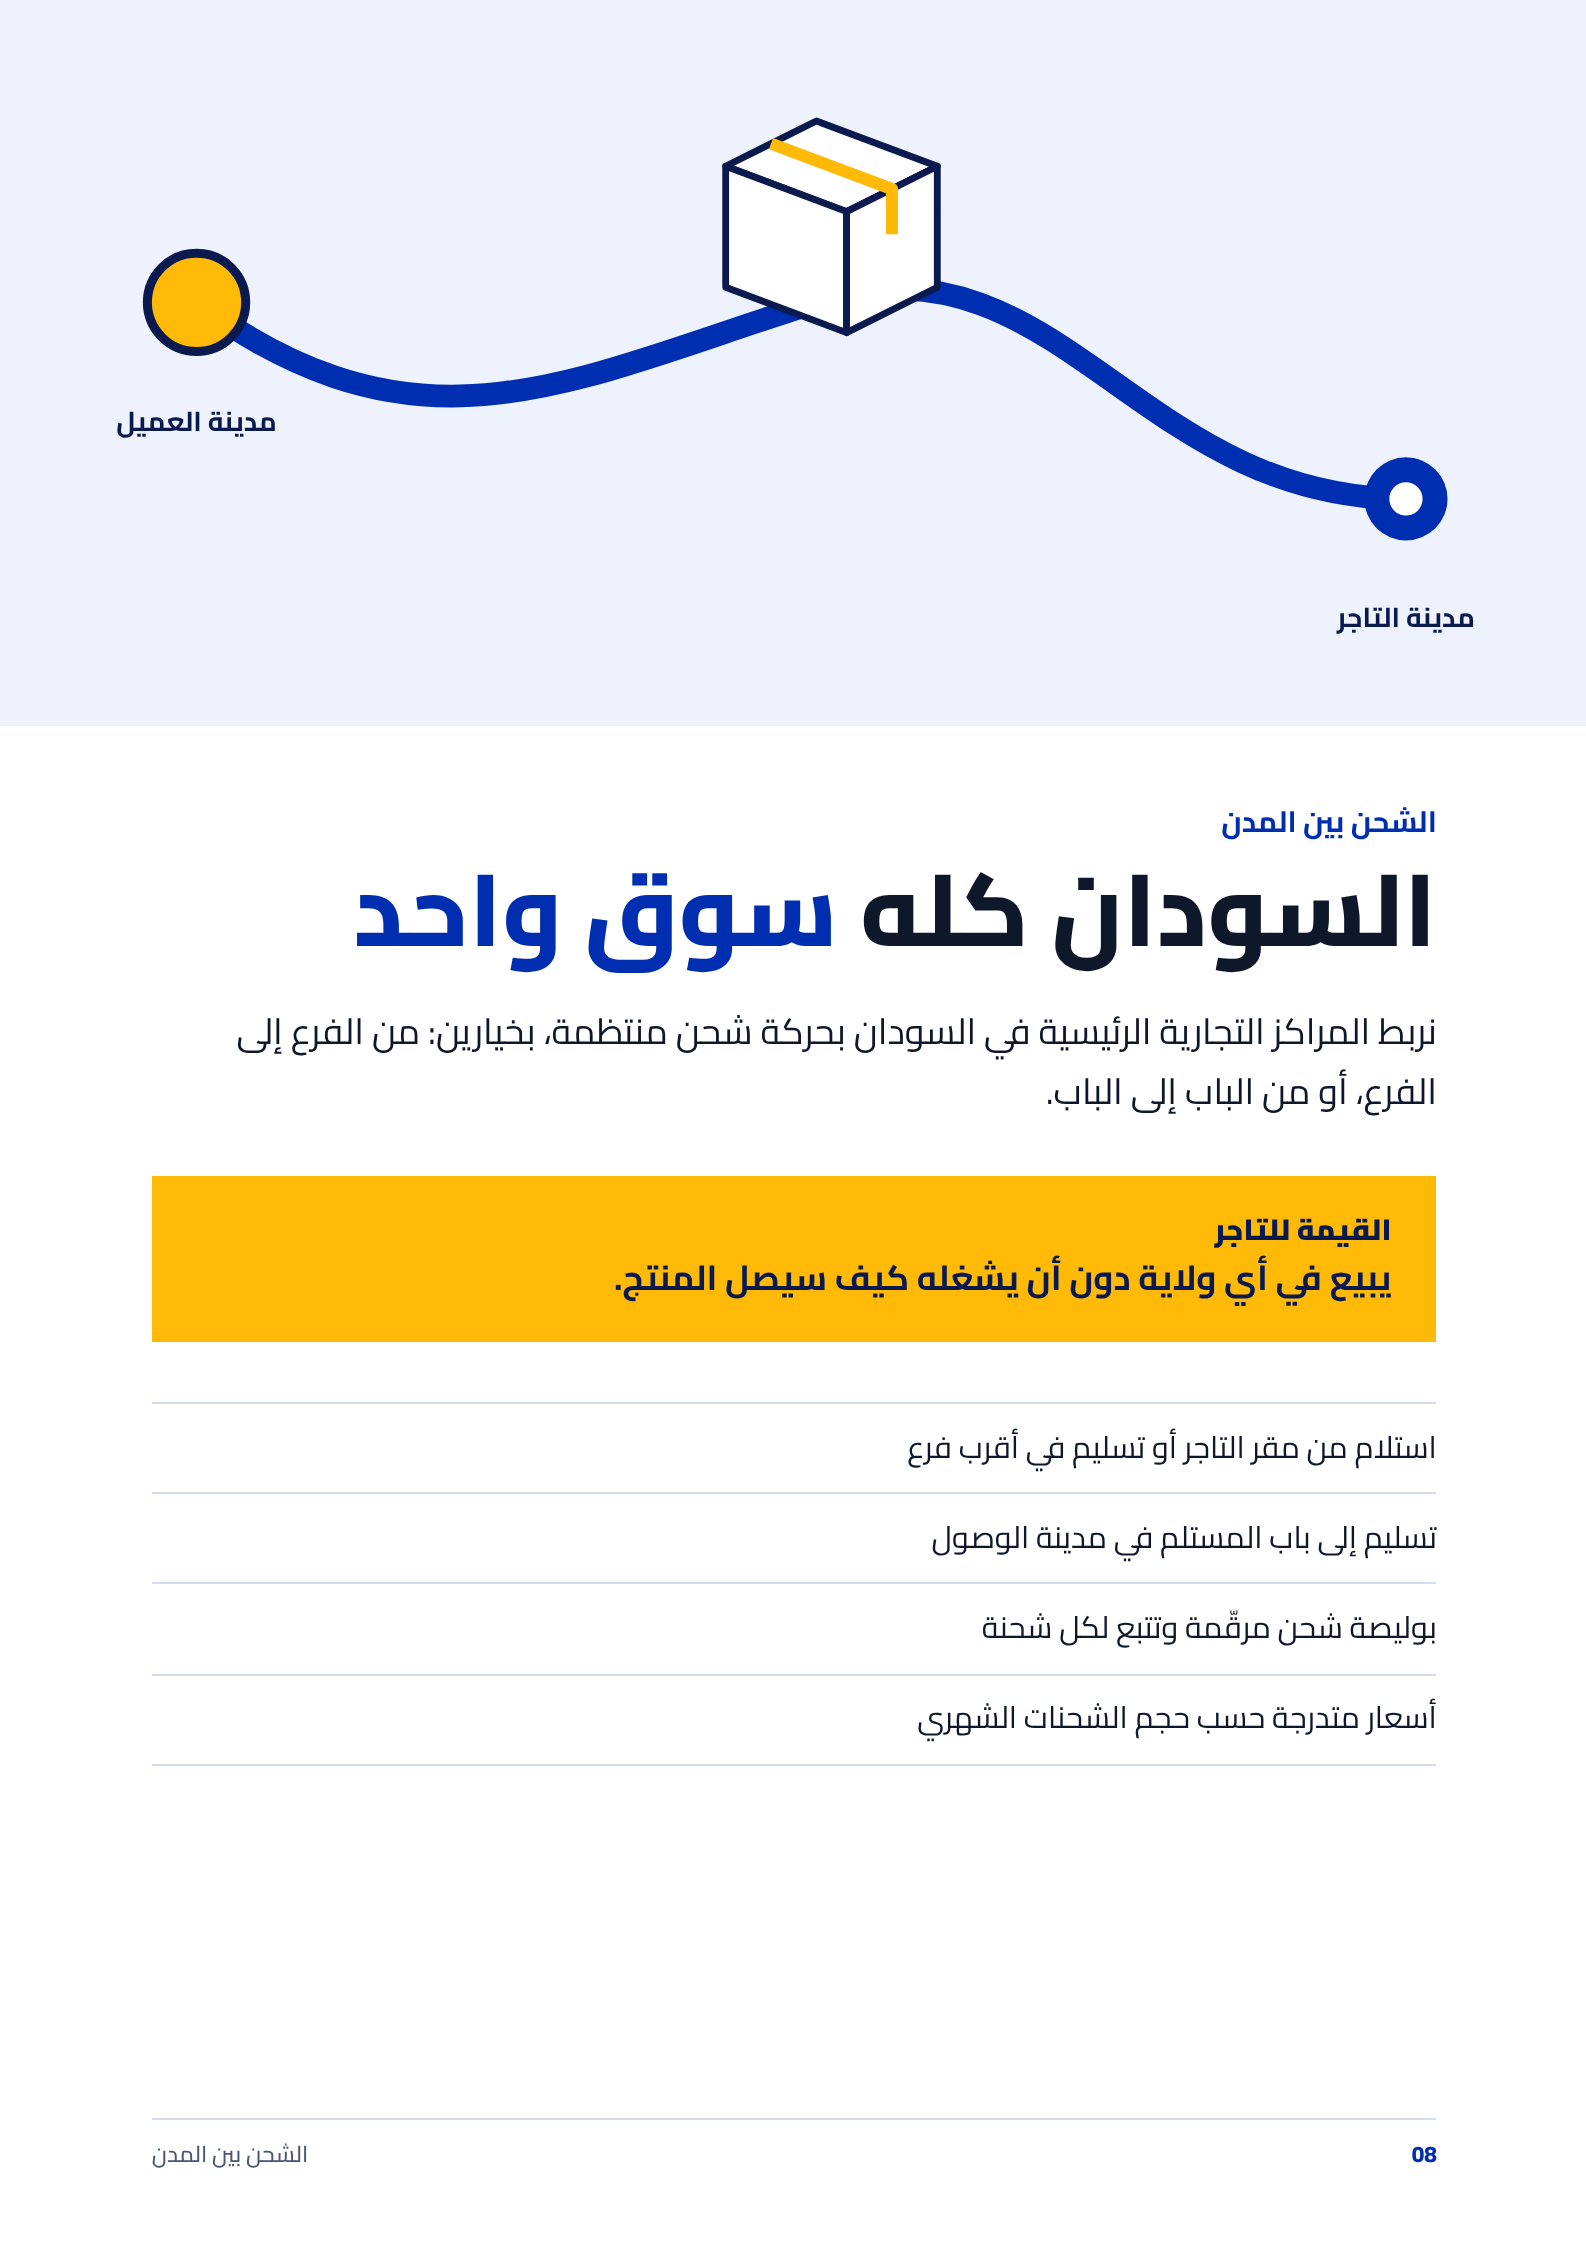 مدينة العميل
مدينة التاجر
الشحن بين المدن
السودان كله سوق واحد
نربط المراكز التجارية الرئيسية في السودان بحركة شحن منتظمة، بخيارين: من الفرع إلى
الفرع، أو من الباب إلى الباب.
القيمة للتاجر
يبيع في أي ولاية دون أن يشغله كيف سيصل المنتج.
استلام من مقر التاجر أو تسليم في أقرب فرع
تسليم إلى باب المستلم في مدينة الوصول
بوليصة شحن مرقّمة وتتبع لكل شحنة
أسعار متدرجة حسب حجم الشحنات الشهري
08
الشحن بين المدن